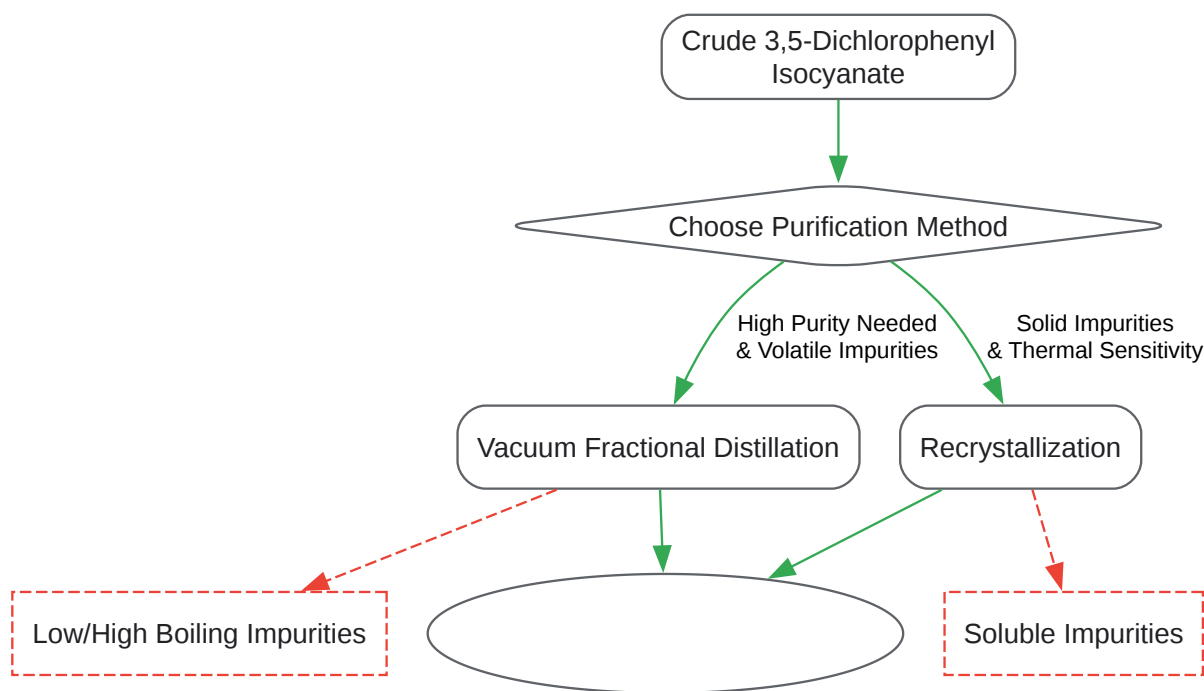 Crude 3,5-Dichlorophenyl
Isocyanate
Choose Purification Method
High Purity Needed
& Volatile Impurities
Solid Impurities
& Thermal Sensitivity
Vacuum Fractional Distillation
Recrystallization
Low/High Boiling Impurities
Soluble Impurities